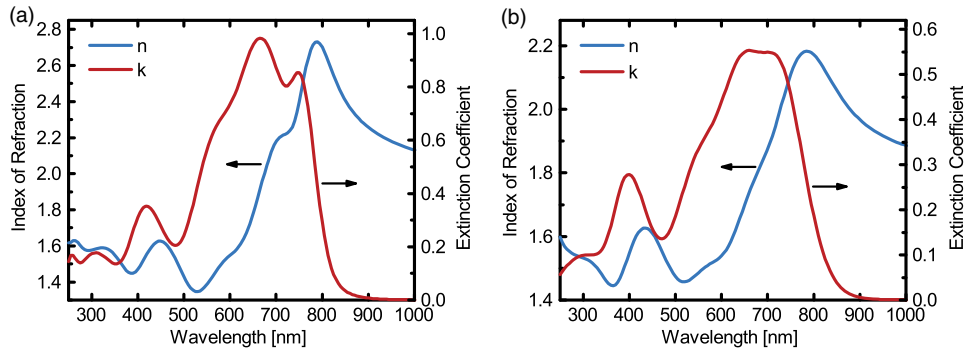 (a)
n
k
2.8
2.6
2.4
2.2
2.0
1.8
1.6
1.4
Index of Refraction
1.0
0.8
0.6
0.4
0.2
0.0
Extinction Coefficient
300 400 500 600 700 800 900 1000
Wavelength [nm]
(b)
n
k
2.2
2.0
1.8
1.6
1.4
Index of Refraction
0.6
0.5
0.4
0.3
0.2
0.1
0.0
Extinction Coefficient
300 400 500 600 700 800 900 1000
Wavelength [nm]